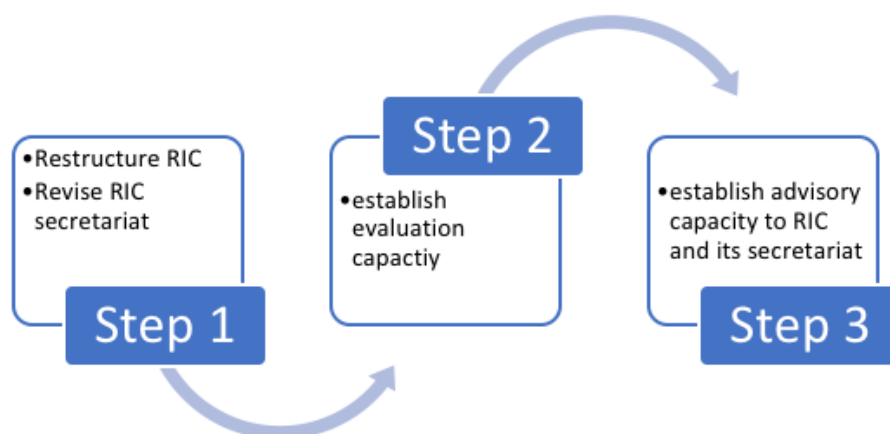 •Restructure RIC
•Revise RIC
secretariat
Step 1
Step 2
•establish
evaluation
capactiy
•establish advisory
capacity to RIC
and its secretariat
Step 3